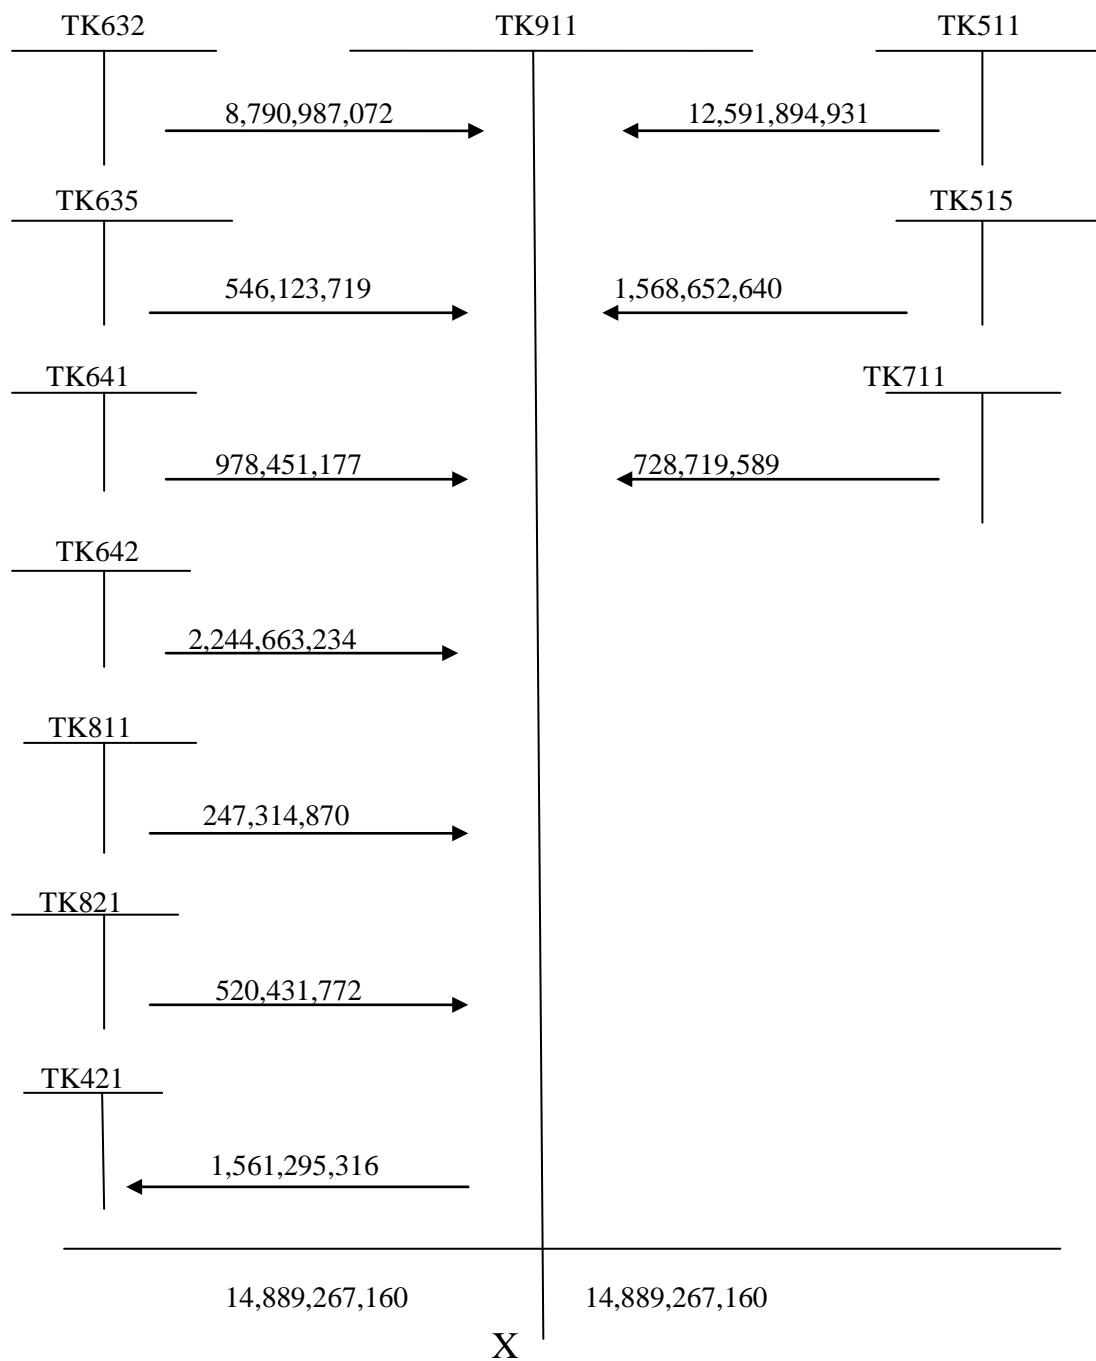 TK632 TK911 TK511
8,790,987,072 12,591,894,931
TK635 TK515
546,123,719 1,568,652,640
TK641 TK711
978,451,177 728,719,589
TK642
2,244,663,234
TK811
247,314,870
TK821
520,431,772
TK421
1,561,295,316
14,889,267,160 14,889,267,160
X